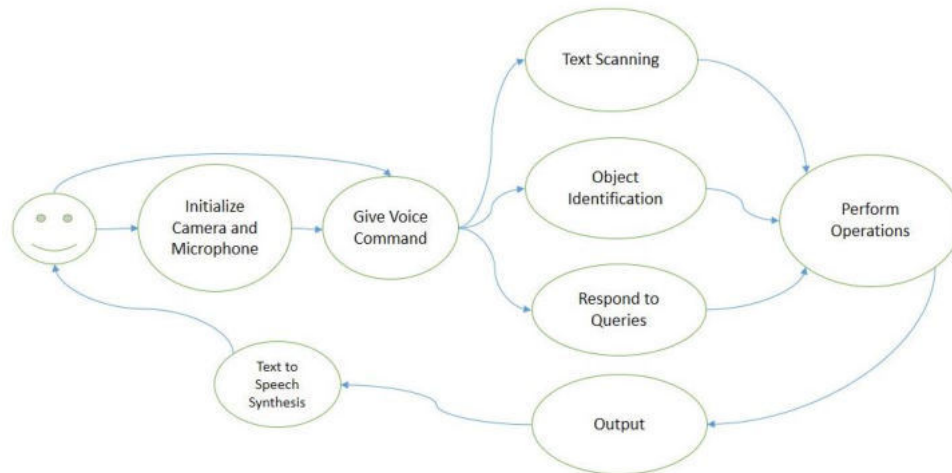 Text Scanning
Object
Identification
Initialize
Camera and
Microphone
Give Voice
Command
Perform
Operations
Respond to
Queries
Text to
Speech
Synthesis
Output